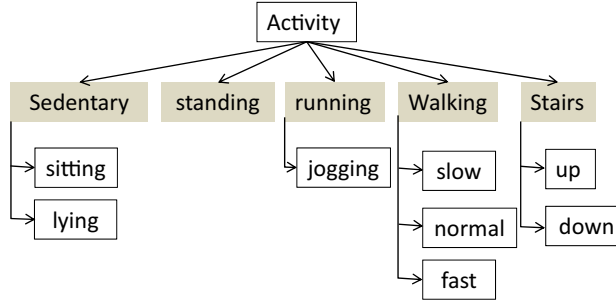 Activity
Sedentary
standing
running
Walking
Stairs
sitting
lying
jogging
slow
normal
fast
up
down